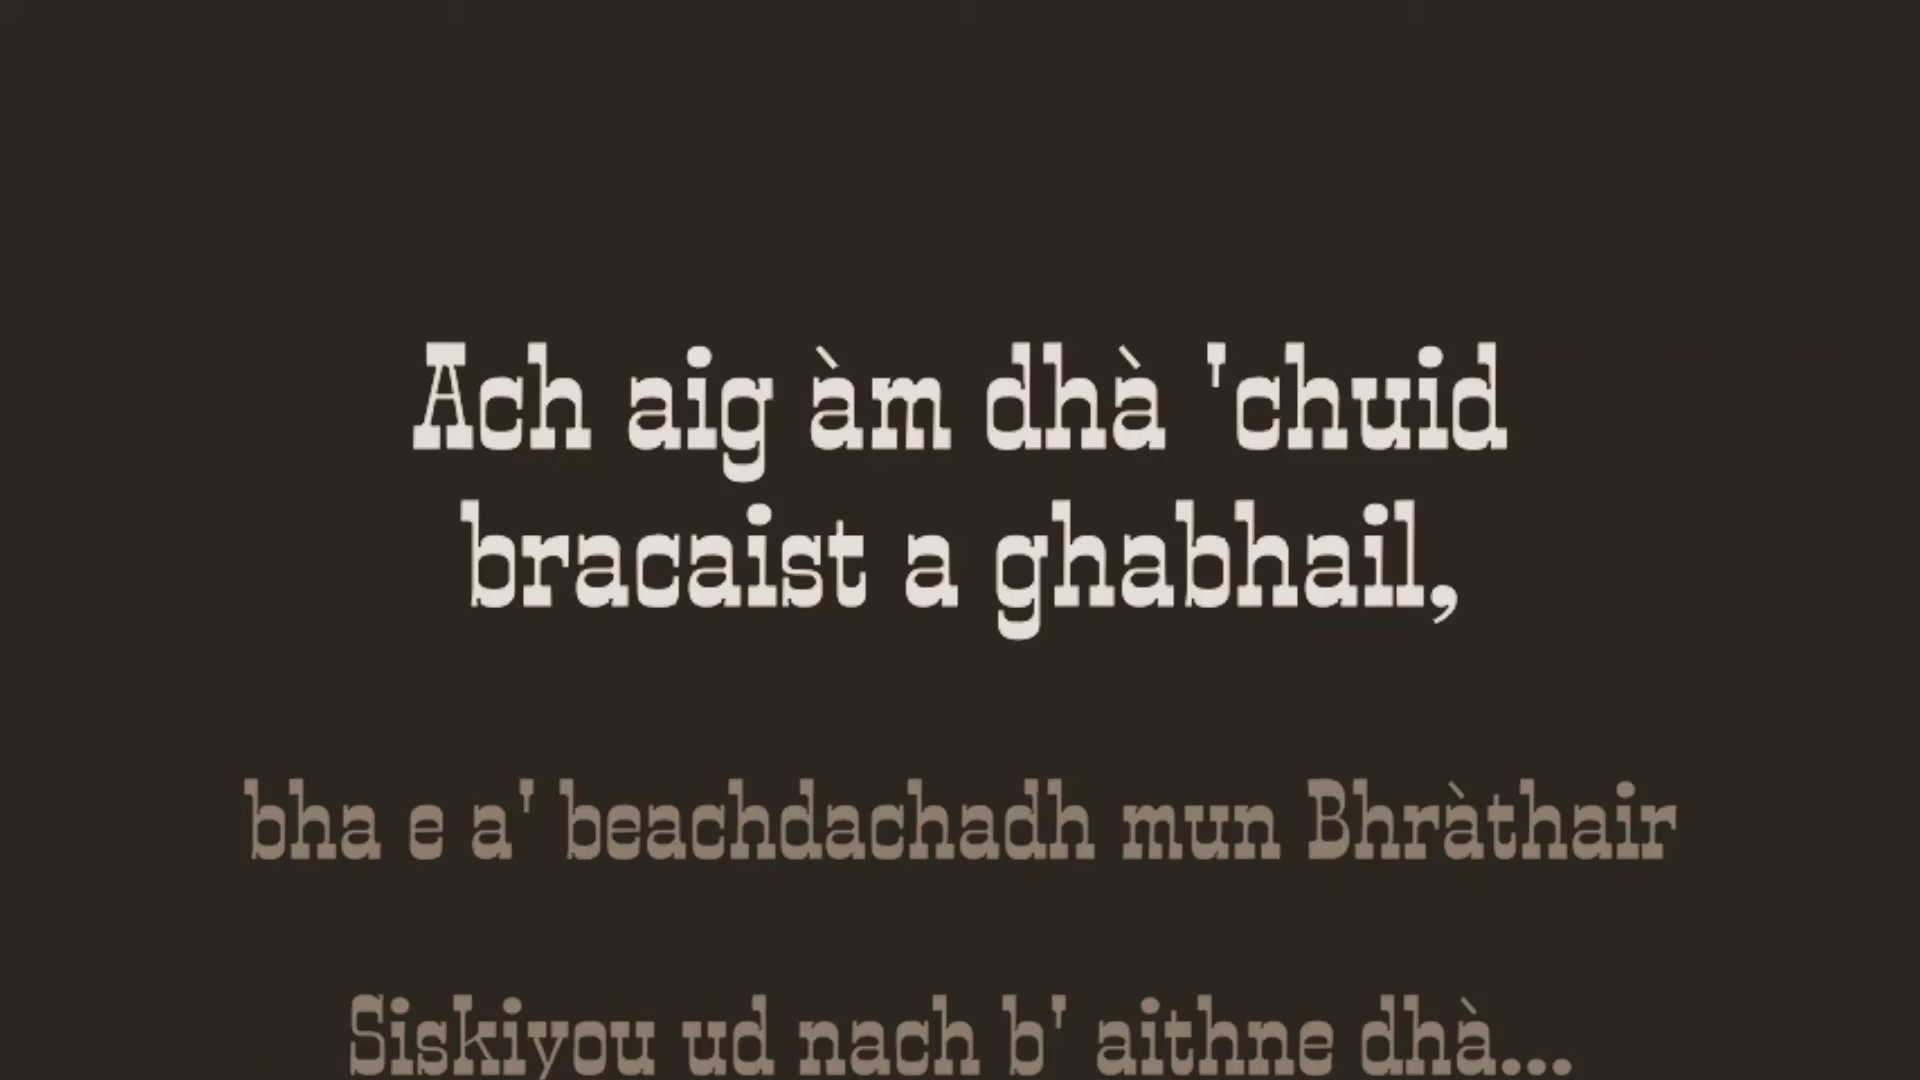 Ach aig àm dhà 'chuid
bracaist a ghabhail,
bha e a' beachdachadh mun Bhràthair
Siskiyou ud nach b' aithne dhà...